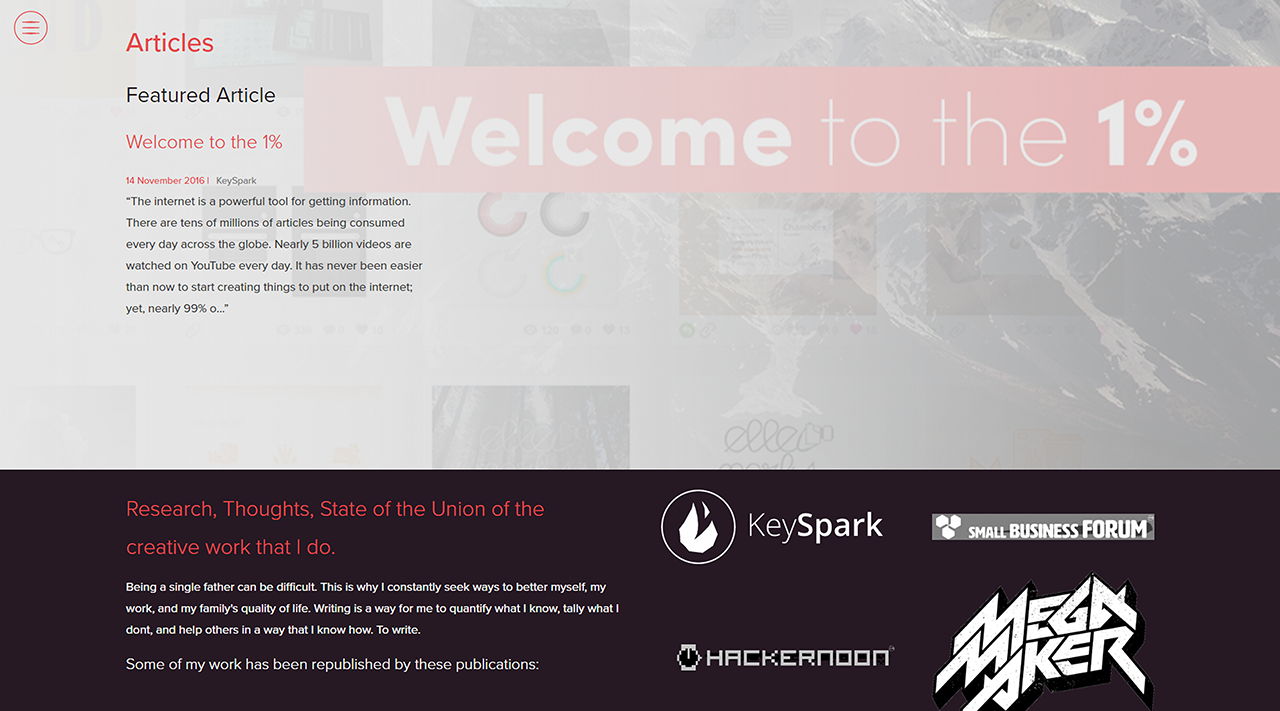 Articles
Featured Article
Welcome to the 1%
Welcome to the 1%
14 November 2016 | KeySpark
“The internet is a powerful tool for getting information.
There are tens of millions of articles being consumed
every day across the globe. Nearly 5 billion videos are
watched on YouTube every day. It has never been easier
than now to start creating things to put on the internet;
yet, nearly 99% o...”
Research, Thoughts, State of the Union of the
creative work that I do.
Being a single father can be difficult. This is why I constantly seek ways to better myself, my
work, and my family's quality of life. Writing is a way for me to quantify what I know, tally what I
dont, and help others in a way that I know how. To write.
Some of my work has been republished by these publications:
KeySpark
SMALL BUSINESS FORUM
HACKERNOON
MEGA
MAKER